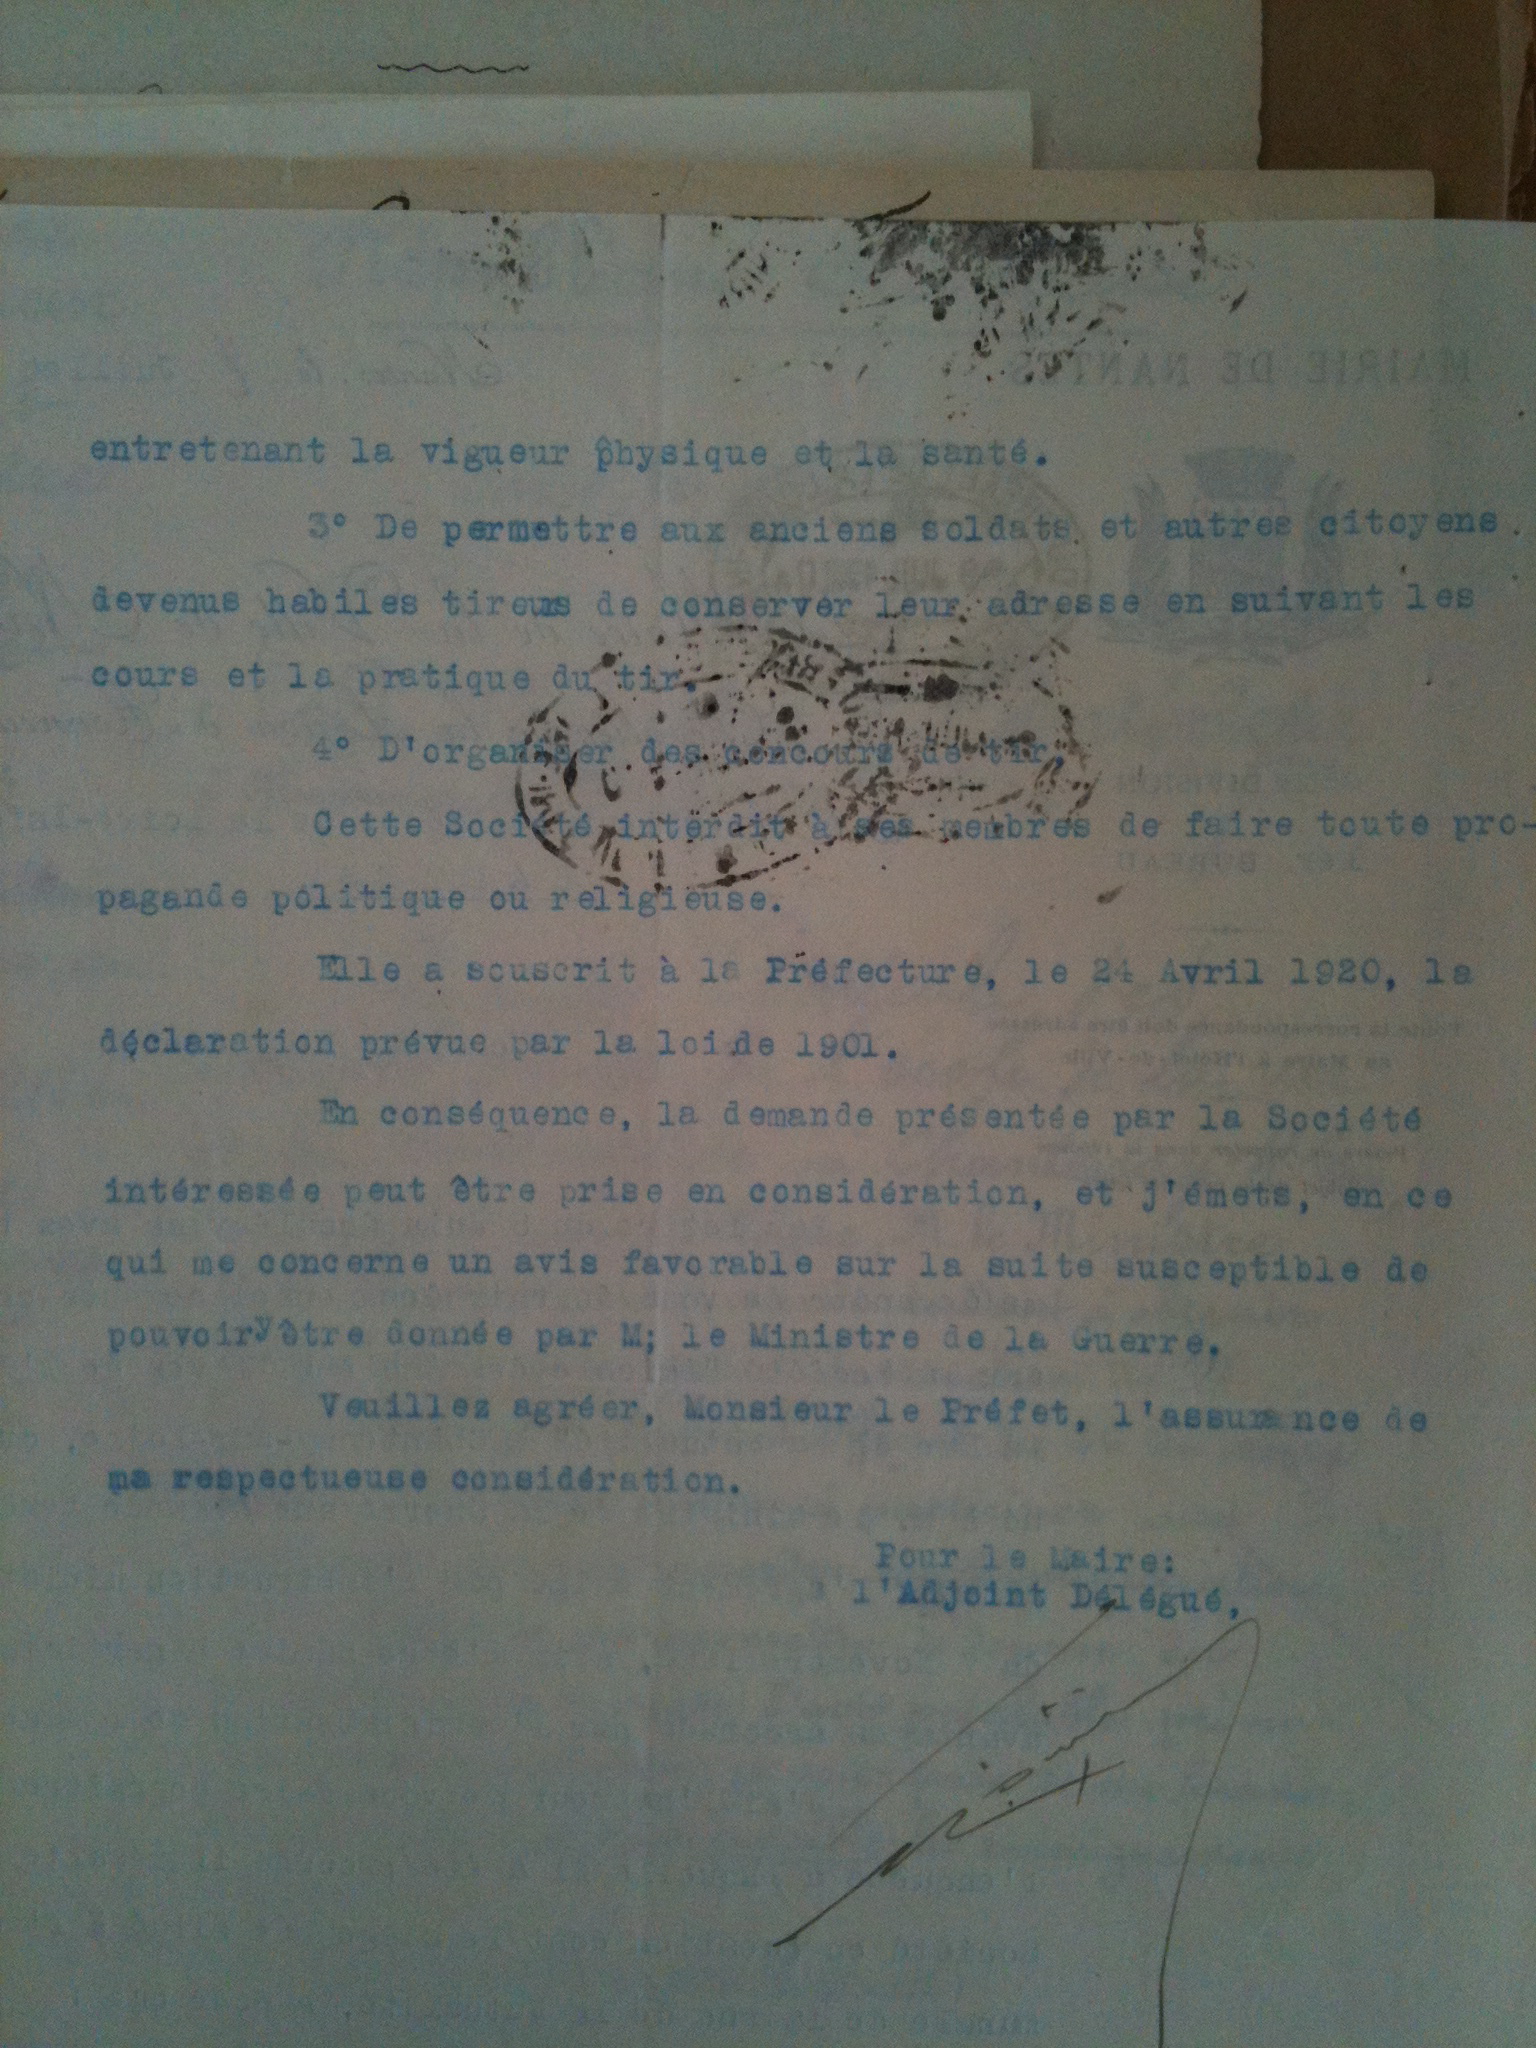 entretenant la vigueur physique et la santé.
3° De permettre aux anciens soldats et autres citoyens
devenus habiles tireurs de conserver leur adresse en suivant les
cours et la pratique du tir.
4° D'organiser des concours de tir.
Cette Société interdit à ses membres de faire toute pro-
pagande politique ou religieuse.
Elle a souscrit à la Préfecture, le 24 Avril 1920, la
déclaration prévue par la loi de 1901.
En conséquence, la demande présentée par la Société
intéressée peut être prise en considération, et j'émets, en ce
qui me concerne un avis favorable sur la suite susceptible de
pouvoir y être donnée par M; le Ministre de la Guerre.
Veuillez agréer, Monsieur le Préfet, l'assurance de
ma respectueuse considération.
Pour le Maire:
l'Adjoint Délégué,